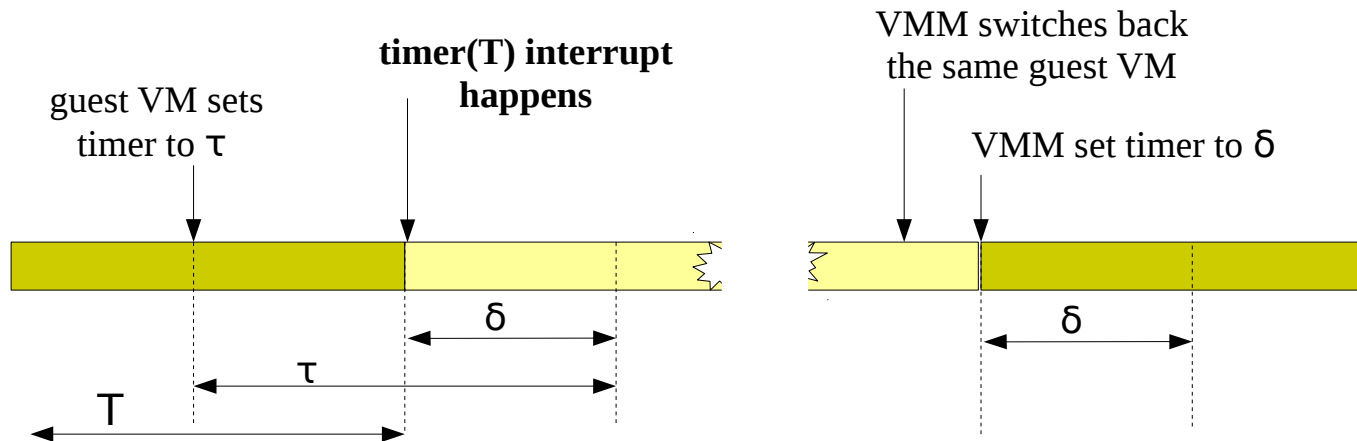 guest VM sets
timer to τ
timer(T) interrupt
happens
VMM switches back
the same guest VM
VMM set timer to δ
δ
τ
T
δ